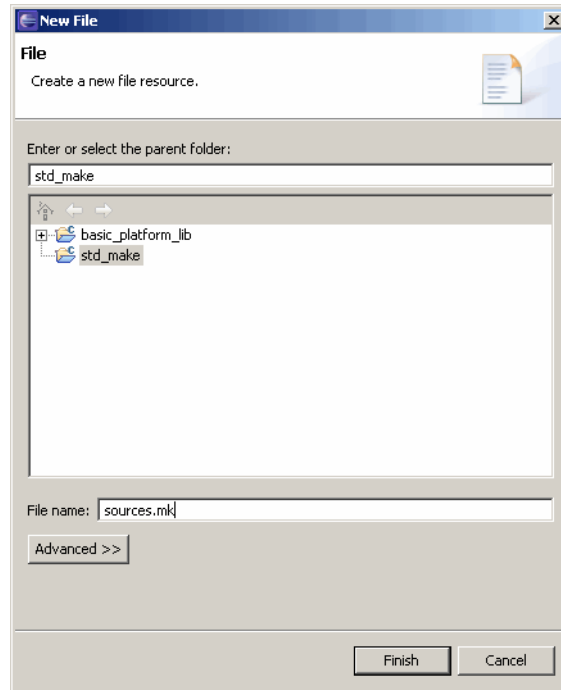 New File
File
Create a new file resource.
Enter or select the parent folder:
std_make
basic_platform_lib
std_make
File name: sources.mk
Advanced >>
Finish Cancel